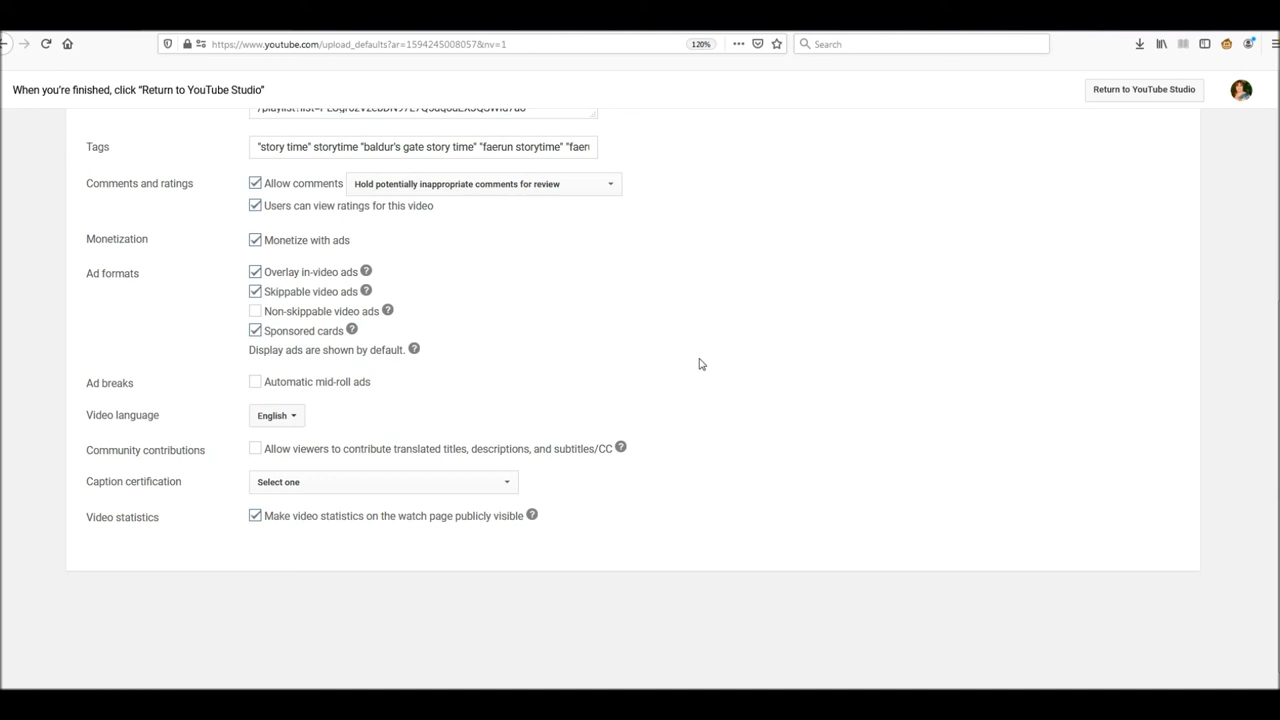 https://www.youtube.com/upload_defaults?ar=1594245008057&nv=1
120%
Search
When you're finished, click "Return to YouTube Studio"
Return to YouTube Studio
Tags
"story time" storytime "baldur's gate story time" "faerun storytime" "faer
Comments and ratings
Allow comments
Hold potentially inappropriate comments for review
Users can view ratings for this video
Monetization
Monetize with ads
Ad formats
Overlay in-video ads ?
Skippable video ads ?
Non-skippable video ads ?
Sponsored cards ?
Display ads are shown by default. ?
Ad breaks
Automatic mid-roll ads
Video language
English
Community contributions
Allow viewers to contribute translated titles, descriptions, and subtitles/CC ?
Caption certification
Select one
Video statistics
Make video statistics on the watch page publicly visible ?